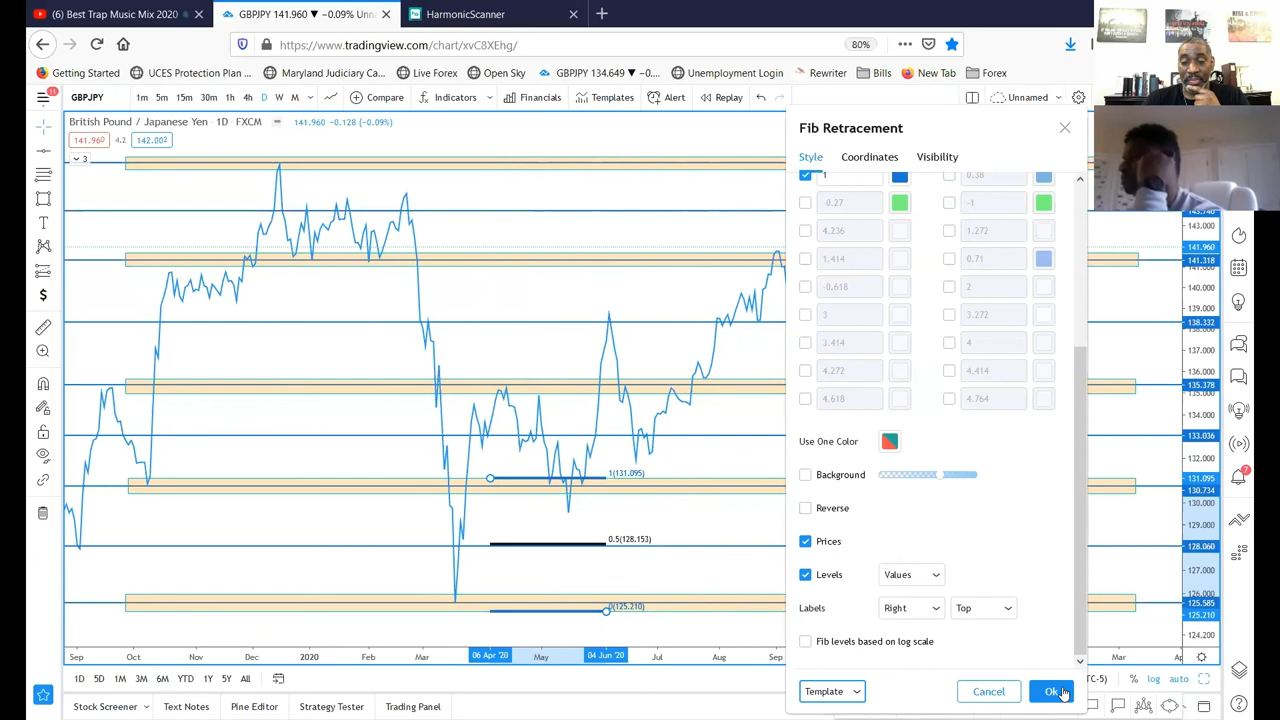 (6) Best Trap Music Mix 2020
GBPJPY 141.960 ▼ −0.09% Unna
HarmonicScanner
https://www.tradingview.com/chart/xvC8XEhg/
80%
Getting Started
UCES Protection Plan ...
Maryland Judiciary Ca...
Live Forex
Open Sky
GBPJPY 134.649 ▼ −0....
Unemployment Login
Rewriter
Bills
New Tab
Forex
11
GBPJPY
1m 5m 15m 30m 1h 4h D W M
Compare
Indicators
Financials
Templates
Alert
Replay
Unnamed
British Pound / Japanese Yen · 1D · FXCM
141.960 −0.128 (−0.09%)
141.960
4.2
142.002
3
Fib Retracement
Style
Coordinates
Visibility
1
0.38
0.27
-1
4.236
1.272
1.414
0.71
-0.618
2
3
3.272
3.414
4
4.272
4.414
4.618
4.764
Use One Color
Background
Reverse
Prices
Levels
Values
Labels
Right
Top
Fib levels based on log scale
Template
Cancel
Ok
1(131.095)
0.5(128.153)
0(125.210)
143.740
143.000
141.960
141.318
140.000
139.000
138.332
137.000
136.000
135.378
134.000
133.036
132.000
131.095
130.734
129.000
128.060
127.000
126.000
125.585
125.210
124.200
7
Sep
Oct
Nov
Dec
2020
Feb
Mar
06 Apr '20
May
04 Jun '20
Jul
Aug
Sep
Mar
1D 5D 1M 3M 6M YTD 1Y 5Y All
TC-5)
%
log
auto
Stock Screener
Text Notes
Pine Editor
Strategy Tester
Trading Panel